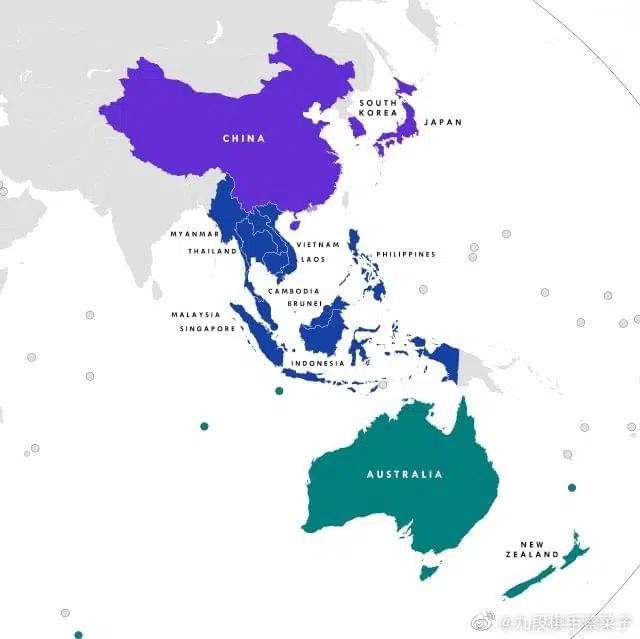 SOUTH
KOREA
JAPAN
CHINA
MYANMAR
THAILAND
VIETNAM
LAOS
PHILIPPINES
CAMBODIA
BRUNEI
MALAYSIA
SINGAPORE
INDONESIA
AUSTRALIA
NEW
ZEALAND
@九段棋手紫菜子